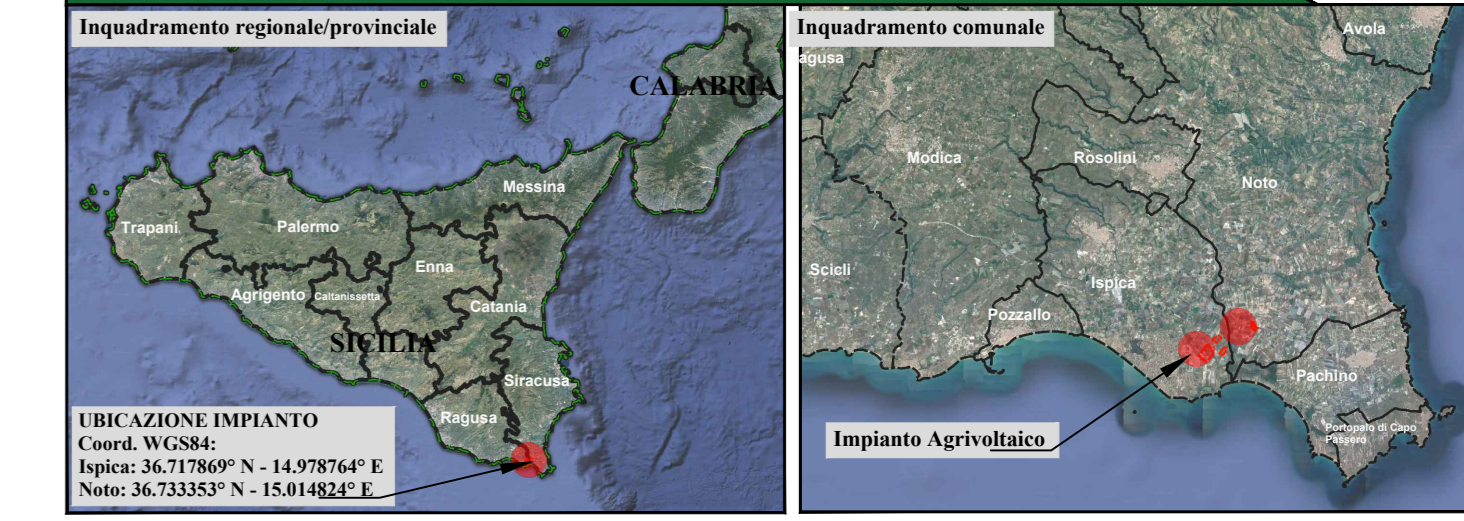 Inquadramento regionale/provinciale
CALABRIA
Messina
Trapani
Palermo
Enna
Agrigento
Caltanissetta
Catania
SICILIA
Siracusa
Ragusa
UBICAZIONE IMPIANTO
Coord. WGS84:
Ispica: 36.717869° N - 14.978764° E
Noto: 36.733353° N - 15.014824° E
Inquadramento comunale
Avola
agusa
Modica
Rosolini
Noto
Scicli
Ispica
Pozzallo
Pachino
Portopalo di Capo
Passero
Impianto Agrivoltaico